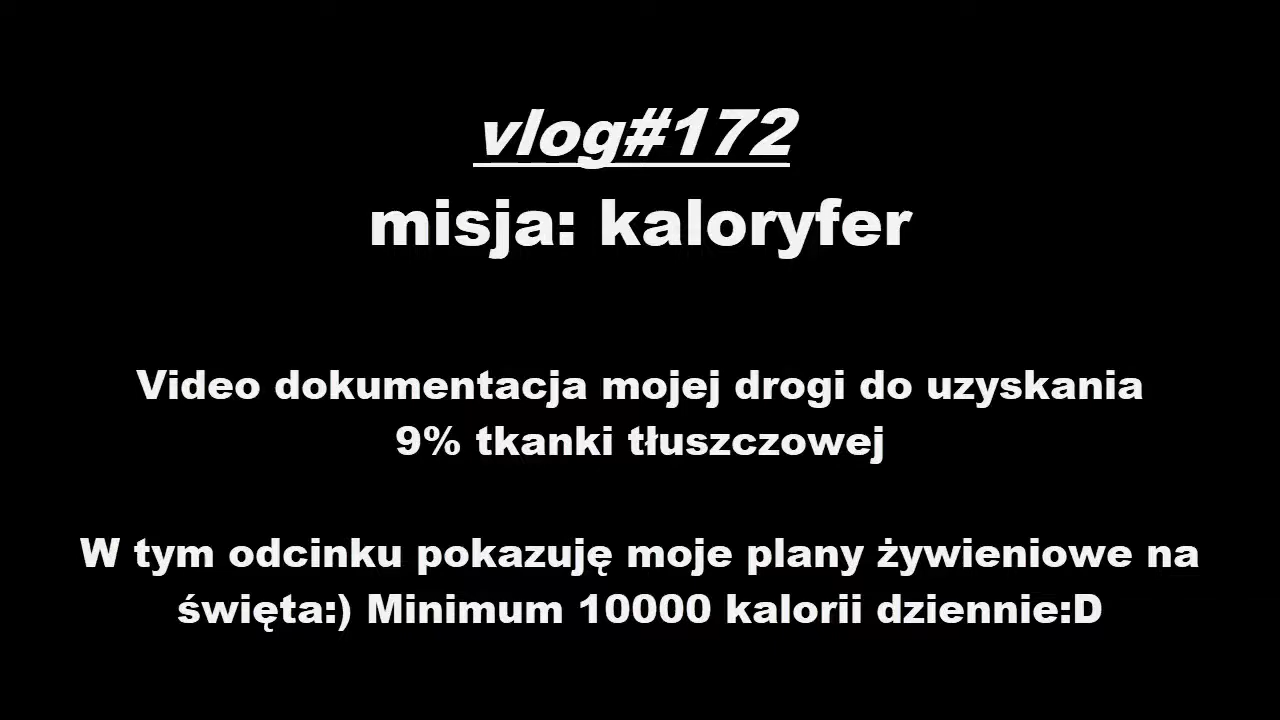 vlog#172
misja: kaloryfer
Video dokumentacja mojej drogi do uzyskania
9% tkanki tłuszczowej
W tym odcinku pokazuję moje plany żywieniowe na
święta:) Minimum 10000 kalorii dziennie:D